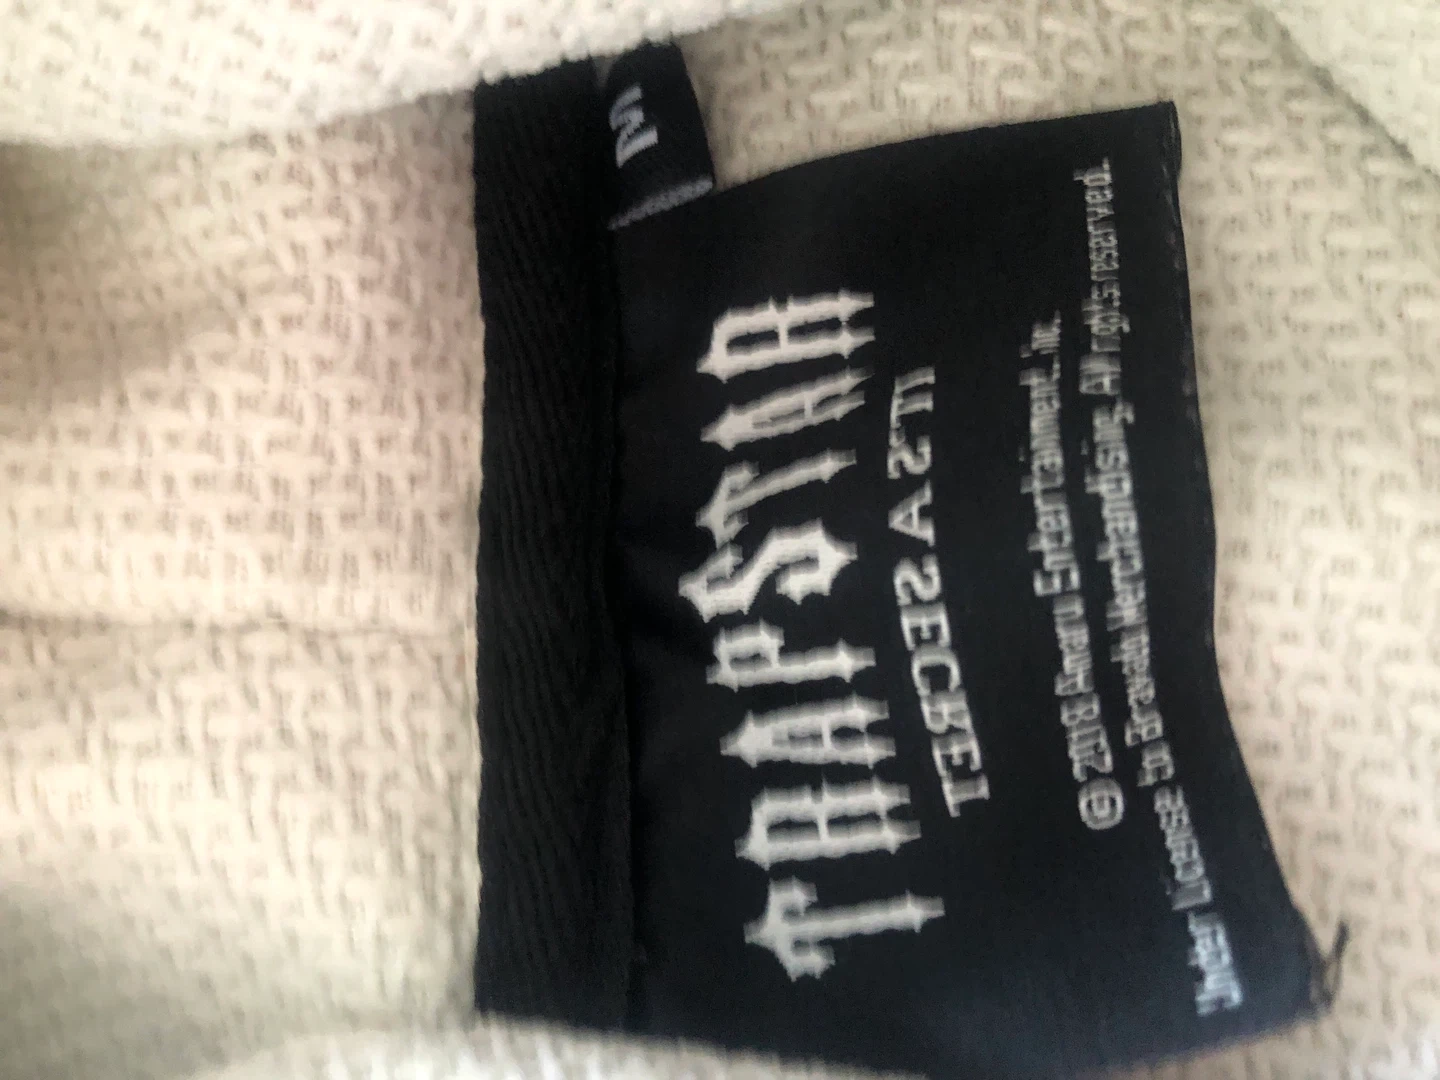 M
TRAPSTAR
IT'S A SECRET
© 2018 Amaru Entertainment, Inc.
Under License to Bravado Merchandising. All rights reserved.